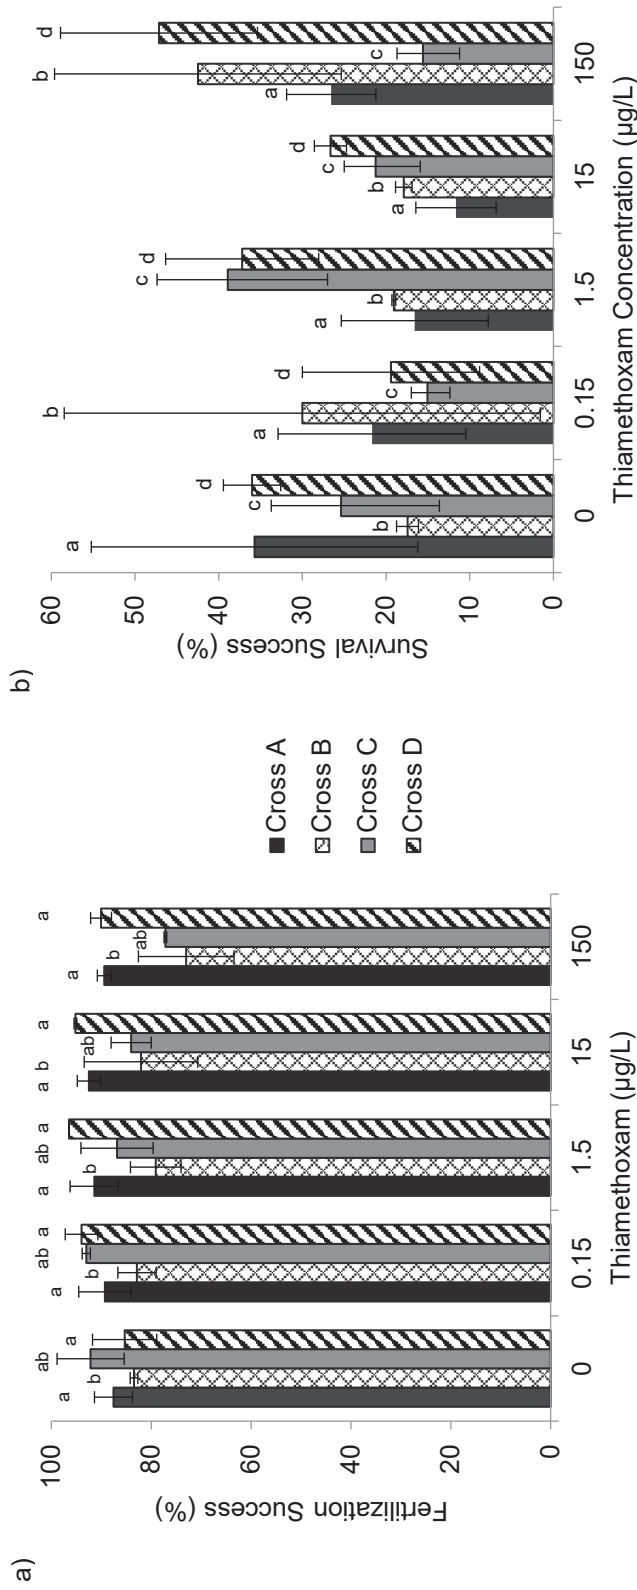 a)
Fertilization Success (%)
100
80
60
40
20
0
a
b
ab
a
a
b
ab
a
a
b
ab
a
a
b
ab
a
a
b
ab
a
0
0.15
1.5
15
150
Thiamethoxam (µg/L)
Cross A
Cross B
Cross C
Cross D
b)
Survival Success (%)
60
50
40
30
20
10
0
a
b
c
d
a
b
c
d
a
b
c
d
a
b
c
d
a
b
c
d
0
0.15
1.5
15
150
Thiamethoxam Concentration (µg/L)